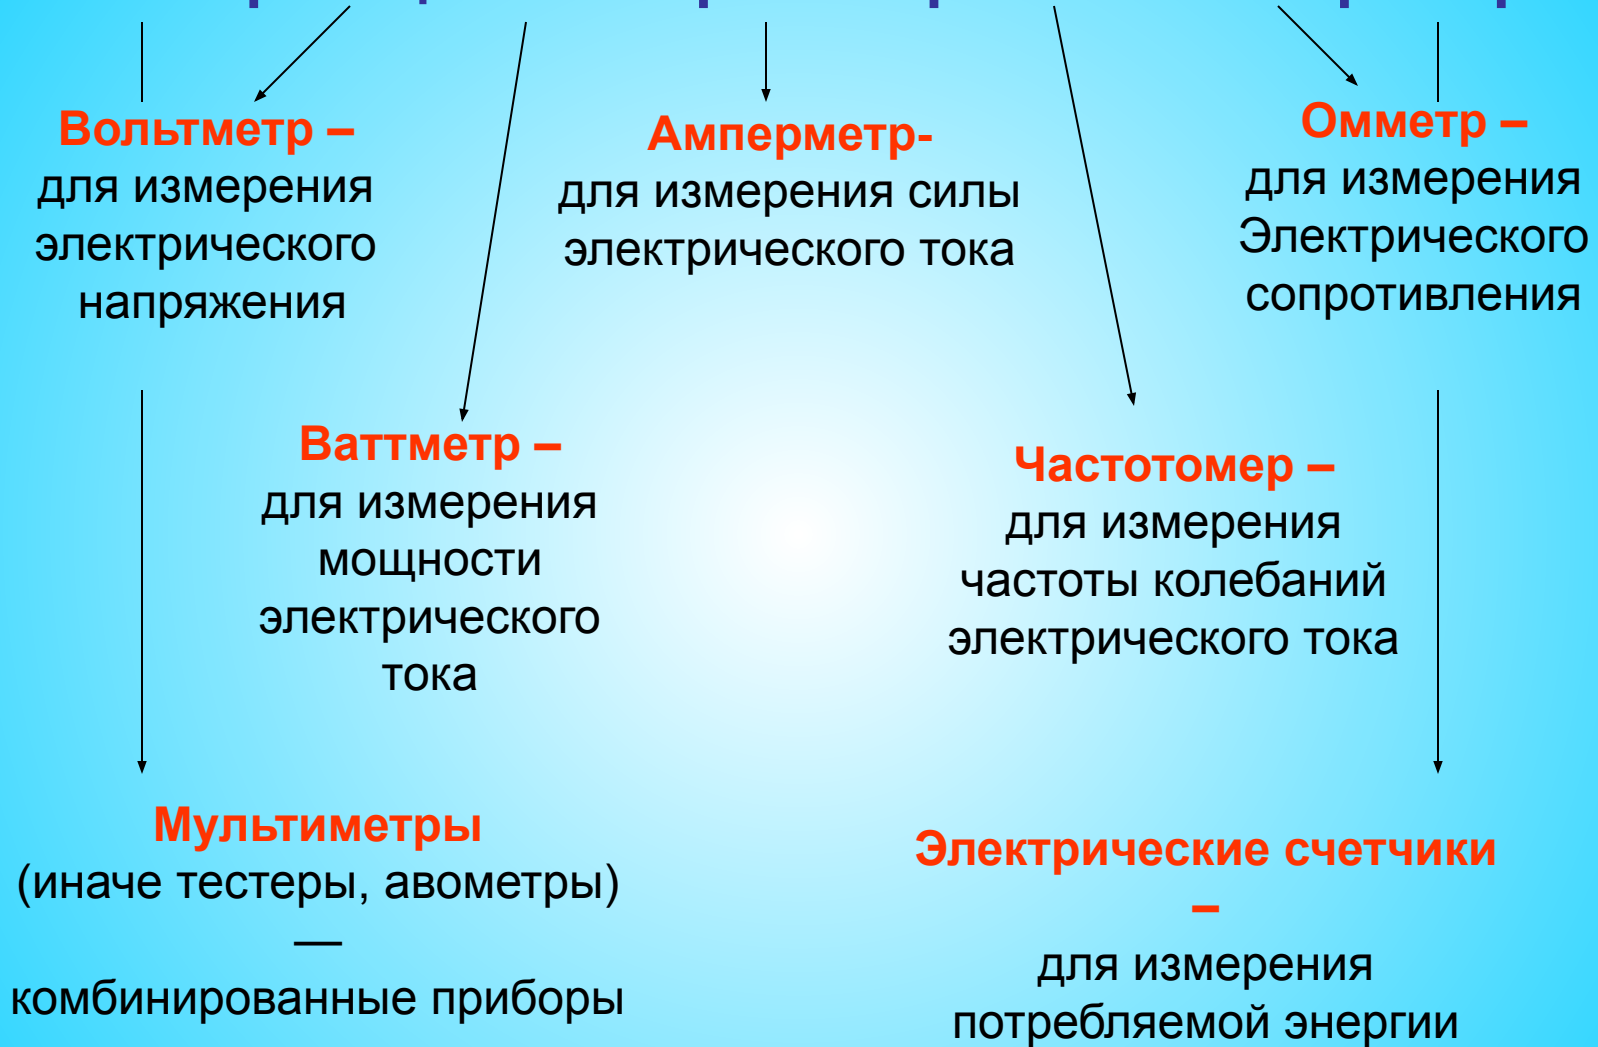 Вольтметр –
для измерения
электрического
напряжения
Амперметр-
для измерения силы
электрического тока
Омметр –
для измерения
Электрического
сопротивления
Ваттметр –
для измерения
мощности
электрического
тока
Частотомер –
для измерения
частоты колебаний
электрического тока
Мультиметры
(иначе тестеры, авометры)
—
комбинированные приборы
Электрические счетчики
–
для измерения
потребляемой энергии